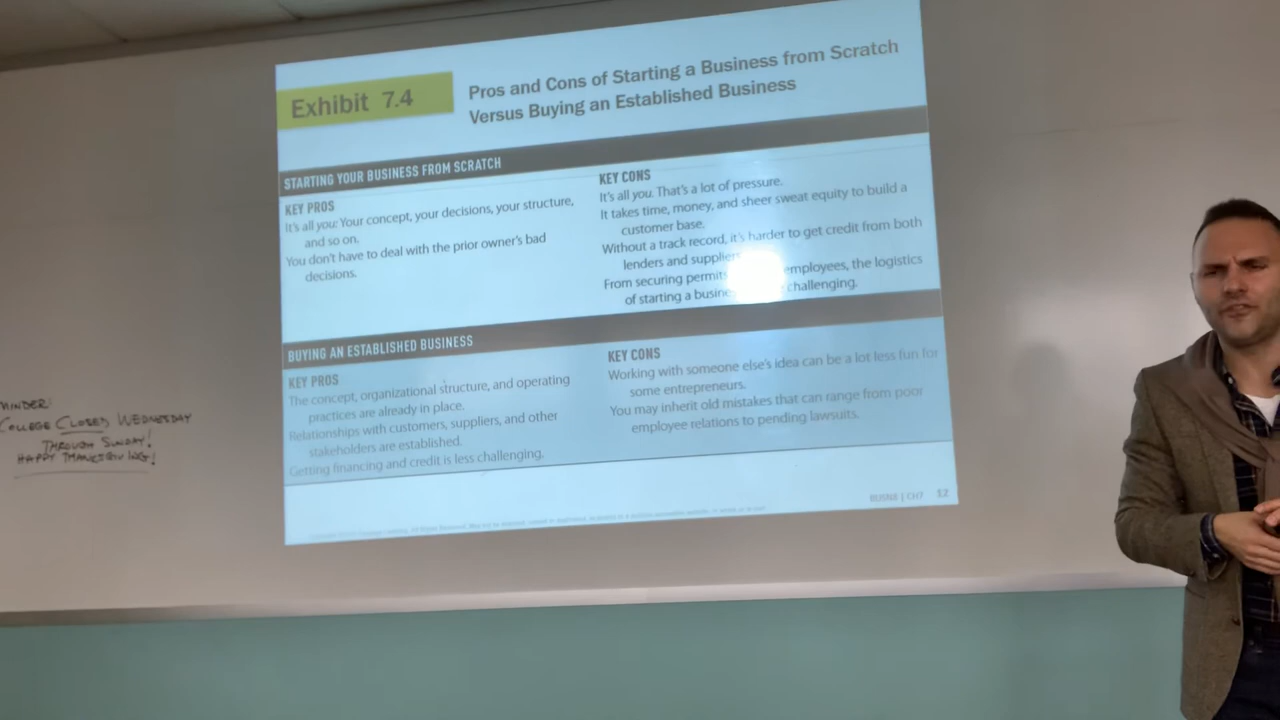 Exhibit 7.4
Pros and Cons of Starting a Business from Scratch
Versus Buying an Established Business
STARTING YOUR BUSINESS FROM SCRATCH
KEY PROS
It's all you: Your concept, your decisions, your structure,
and so on.
You don't have to deal with the prior owner's bad
decisions.
KEY CONS
It's all you. That's a lot of pressure.
It takes time, money, and sheer sweat equity to build a
customer base.
Without a track record, it's harder to get credit from both
lenders and suppliers
From securing permits employees, the logistics
of starting a challenging.
BUYING AN ESTABLISHED BUSINESS
KEY PROS
The concept, organizational structure, and operating
practices are already in place.
Relationships with customers, suppliers, and other
stakeholders are established.
Getting financing and credit is less challenging.
KEY CONS
Working with someone else's idea can be a lot less fun for
some entrepreneurs.
You may inherit old mistakes that can range from poor
employee relations to pending lawsuits.
BUSN8 | CH7 12
MINDER!
COLLEGE CLOSED WEDNESDAY
THROUGH SUNDAY!
HAPPY THANKSGIVING!